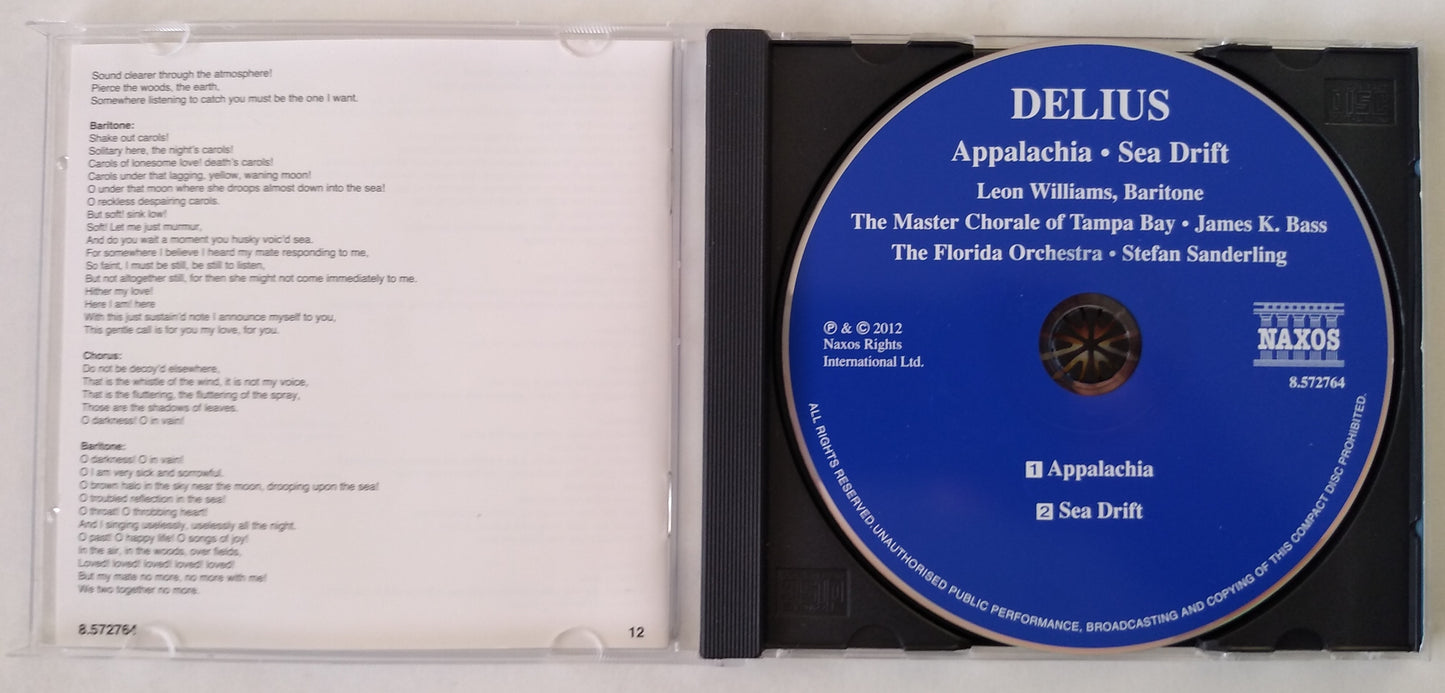 Sound clearer through the atmosphere!
Pierce the woods, the earth,
Somewhere listening to catch you must be the one I want.
Baritone:
Shake out carols!
Solitary here, the night's carols!
Carols of lonesome love! death's carols!
Carols under that lagging, yellow, waning moon!
O under that moon where she droops almost down into the sea!
O reckless despairing carols.
But soft! sink low!
Soft! Let me just murmur,
And do you wait a moment you husky voic'd sea.
For somewhere I believe I heard my mate responding to me,
So faint, I must be still, be still to listen,
But not altogether still, for then she might not come immediately to me.
Hither my love!
Here I am! here
With this just sustain'd note I announce myself to you,
This gentle call is for you my love, for you.
Chorus:
Do not be decoy'd elsewhere,
That is the whistle of the wind, it is not my voice,
That is the fluttering, the fluttering of the spray,
Those are the shadows of leaves.
O darkness! O in vain!
Baritone:
O darkness! O in vain!
O I am very sick and sorrowful.
O brown halo in the sky near the moon, drooping upon the sea!
O troubled reflection in the sea!
O throat! O throbbing heart!
And I singing uselessly, uselessly all the night.
O past! O happy life! O songs of joy!
In the air, in the woods, over fields,
Loved! loved! loved! loved! loved!
But my mate no more, no more with me!
We two together no more.
8.572764
12
DELIUS
Appalachia • Sea Drift
Leon Williams, Baritone
The Master Chorale of Tampa Bay • James K. Bass
The Florida Orchestra • Stefan Sanderling
℗ & © 2012
Naxos Rights
International Ltd.
NAXOS
8.572764
1 Appalachia
2 Sea Drift
ALL RIGHTS RESERVED.UNAUTHORISED PUBLIC PERFORMANCE, BROADCASTING AND COPYING OF THIS COMPACT DISC PROHIBITED.
DISC